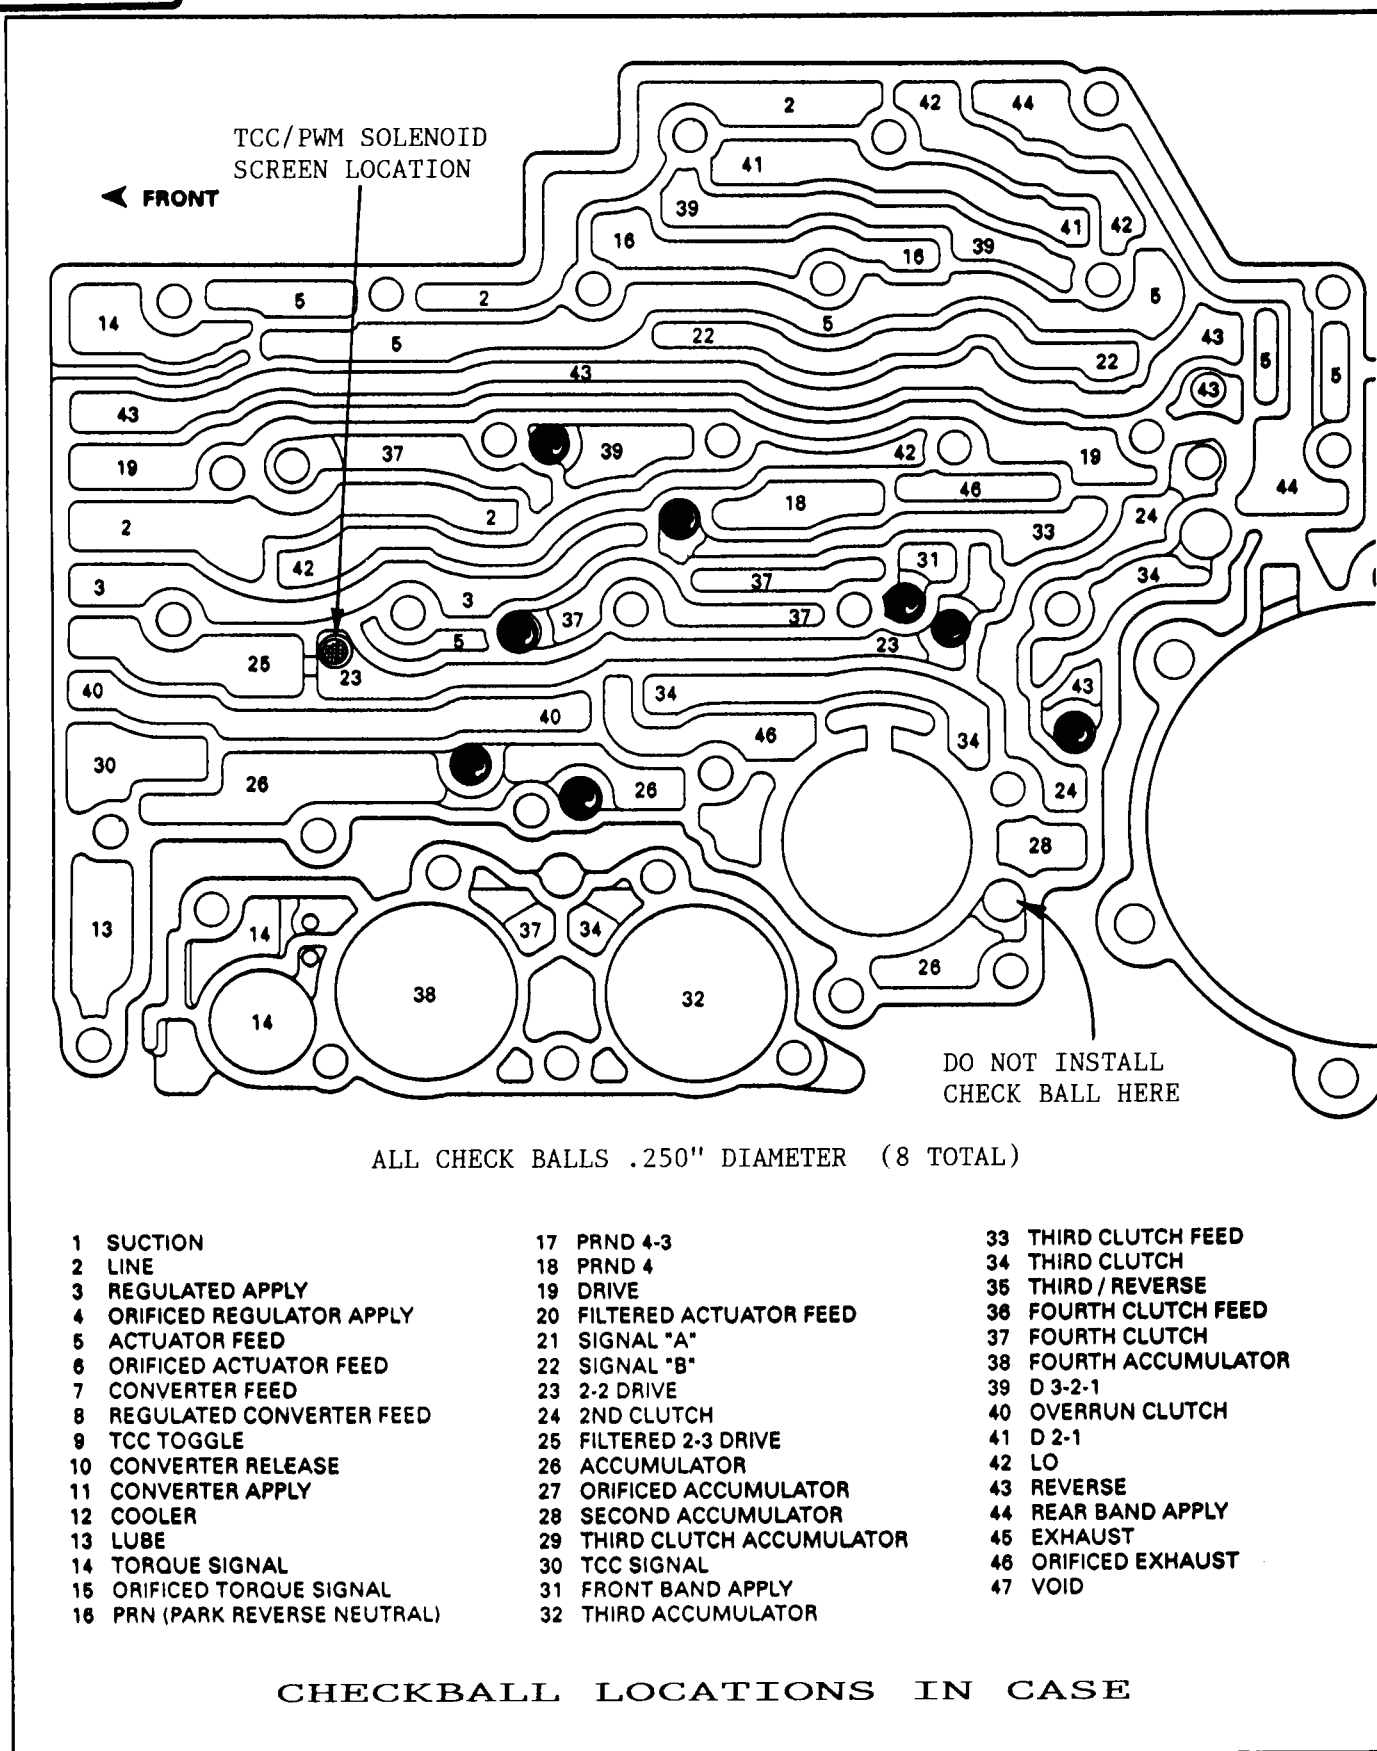 2 42 44
TCC/PWM SOLENOID
SCREEN LOCATION
41
FRONT
39
41 42
16
39
16
5 2 5
14
5
22 43
5
22
43 5 5
43
43
37 39 42 19
19
46 44
18
2 2 24
33
31
42 34
37
3
3 37 37
5 23
25
23 43
40 34
40
46 34
30
26 26 24
28
13 14 37 34
26
38 32
14
DO NOT INSTALL
CHECK BALL HERE
ALL CHECK BALLS .250" DIAMETER (8 TOTAL)
1 SUCTION
2 LINE
3 REGULATED APPLY
4 ORIFICED REGULATOR APPLY
5 ACTUATOR FEED
6 ORIFICED ACTUATOR FEED
7 CONVERTER FEED
8 REGULATED CONVERTER FEED
9 TCC TOGGLE
10 CONVERTER RELEASE
11 CONVERTER APPLY
12 COOLER
13 LUBE
14 TORQUE SIGNAL
15 ORIFICED TORQUE SIGNAL
16 PRN (PARK REVERSE NEUTRAL)
17 PRND 4-3
18 PRND 4
19 DRIVE
20 FILTERED ACTUATOR FEED
21 SIGNAL "A"
22 SIGNAL "B"
23 2-2 DRIVE
24 2ND CLUTCH
25 FILTERED 2-3 DRIVE
26 ACCUMULATOR
27 ORIFICED ACCUMULATOR
28 SECOND ACCUMULATOR
29 THIRD CLUTCH ACCUMULATOR
30 TCC SIGNAL
31 FRONT BAND APPLY
32 THIRD ACCUMULATOR
33 THIRD CLUTCH FEED
34 THIRD CLUTCH
35 THIRD / REVERSE
36 FOURTH CLUTCH FEED
37 FOURTH CLUTCH
38 FOURTH ACCUMULATOR
39 D 3-2-1
40 OVERRUN CLUTCH
41 D 2-1
42 LO
43 REVERSE
44 REAR BAND APPLY
45 EXHAUST
46 ORIFICED EXHAUST
47 VOID
CHECKBALL LOCATIONS IN CASE